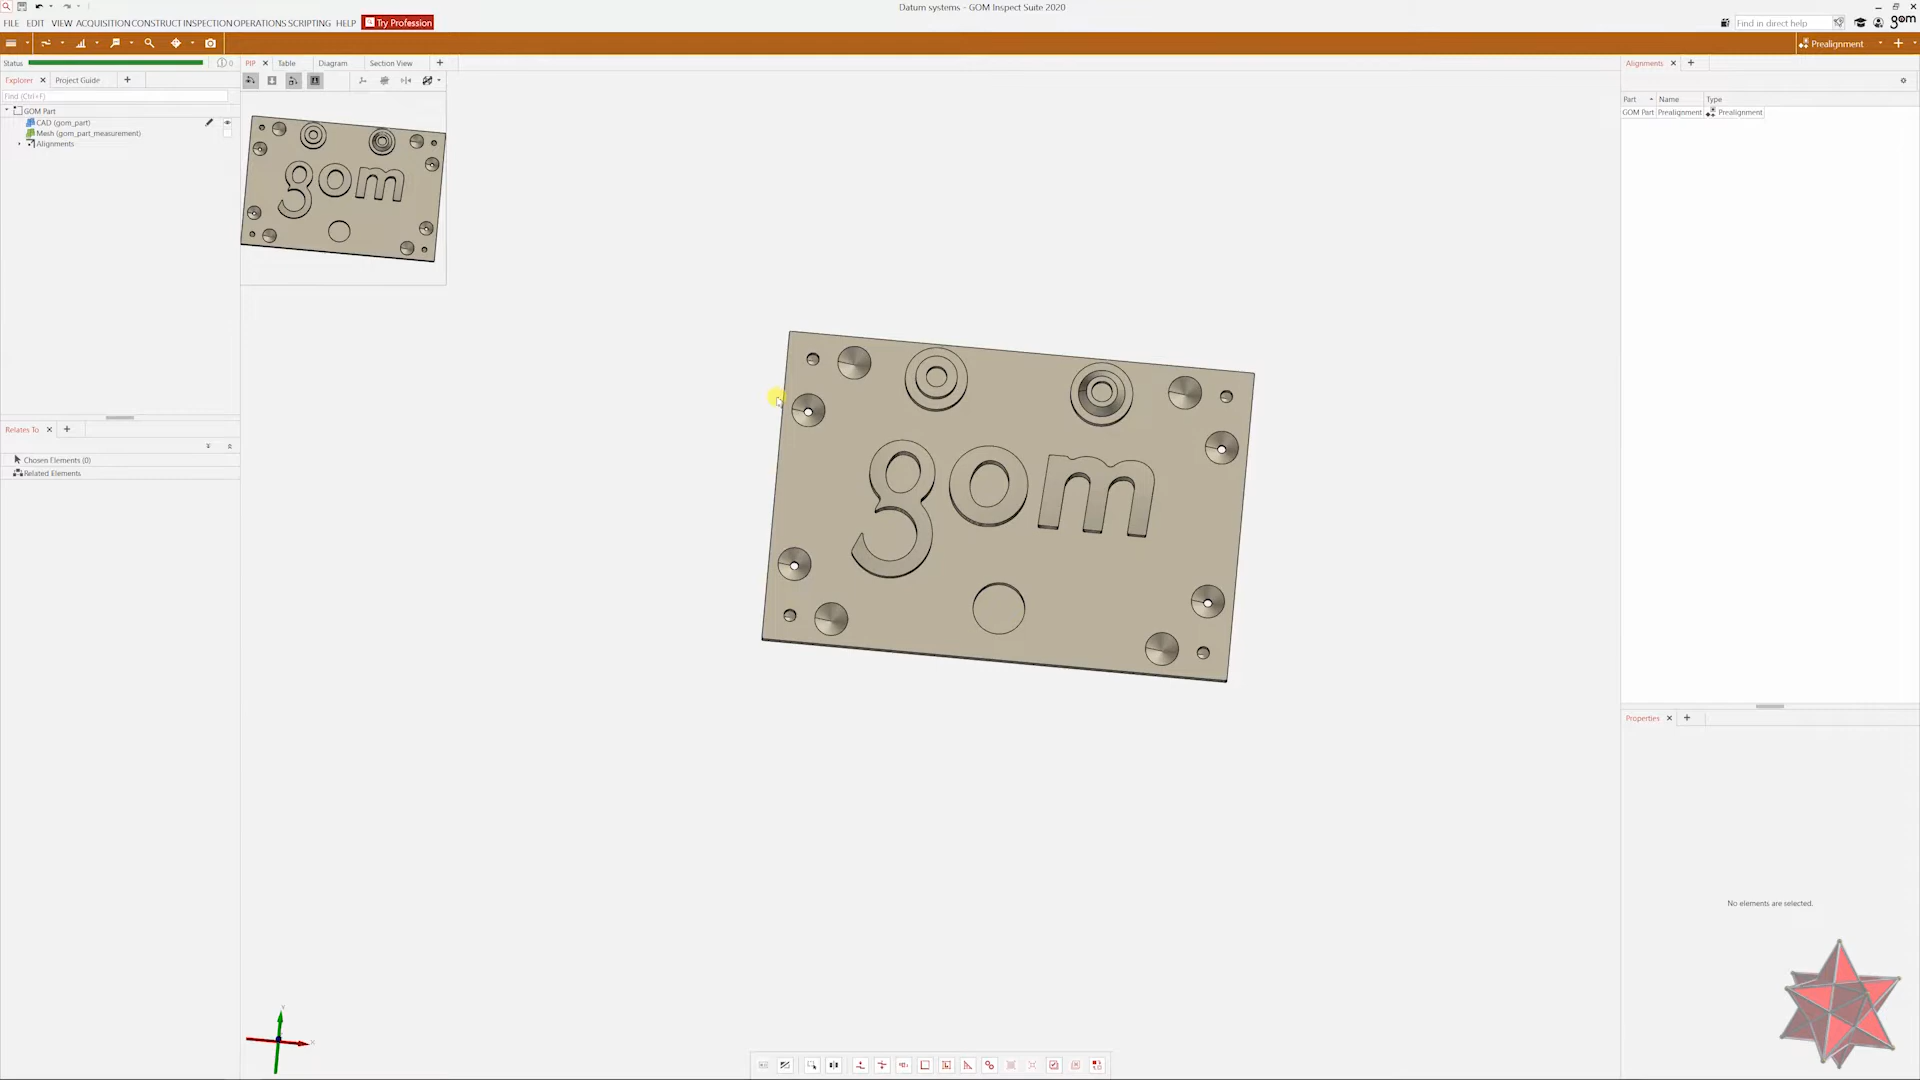 Datum systems - GOM Inspect Suite 2020
FILE EDIT VIEW ACQUISITION CONSTRUCT INSPECTION OPERATIONS SCRIPTING HELP Try Profession
Find in direct help
gom
Prealignment
Status
0
PIP Table Diagram Section View
Alignments
Explorer Project Guide
Find (Ctrl+F)
Part Name Type
GOM Part Prealignment Prealignment
GOM Part
CAD (gom_part)
Mesh (gom_part_measurement)
Alignments
gom
gom
Relates To
Chosen Elements (0)
Related Elements
Properties
No elements are selected.
Y
X